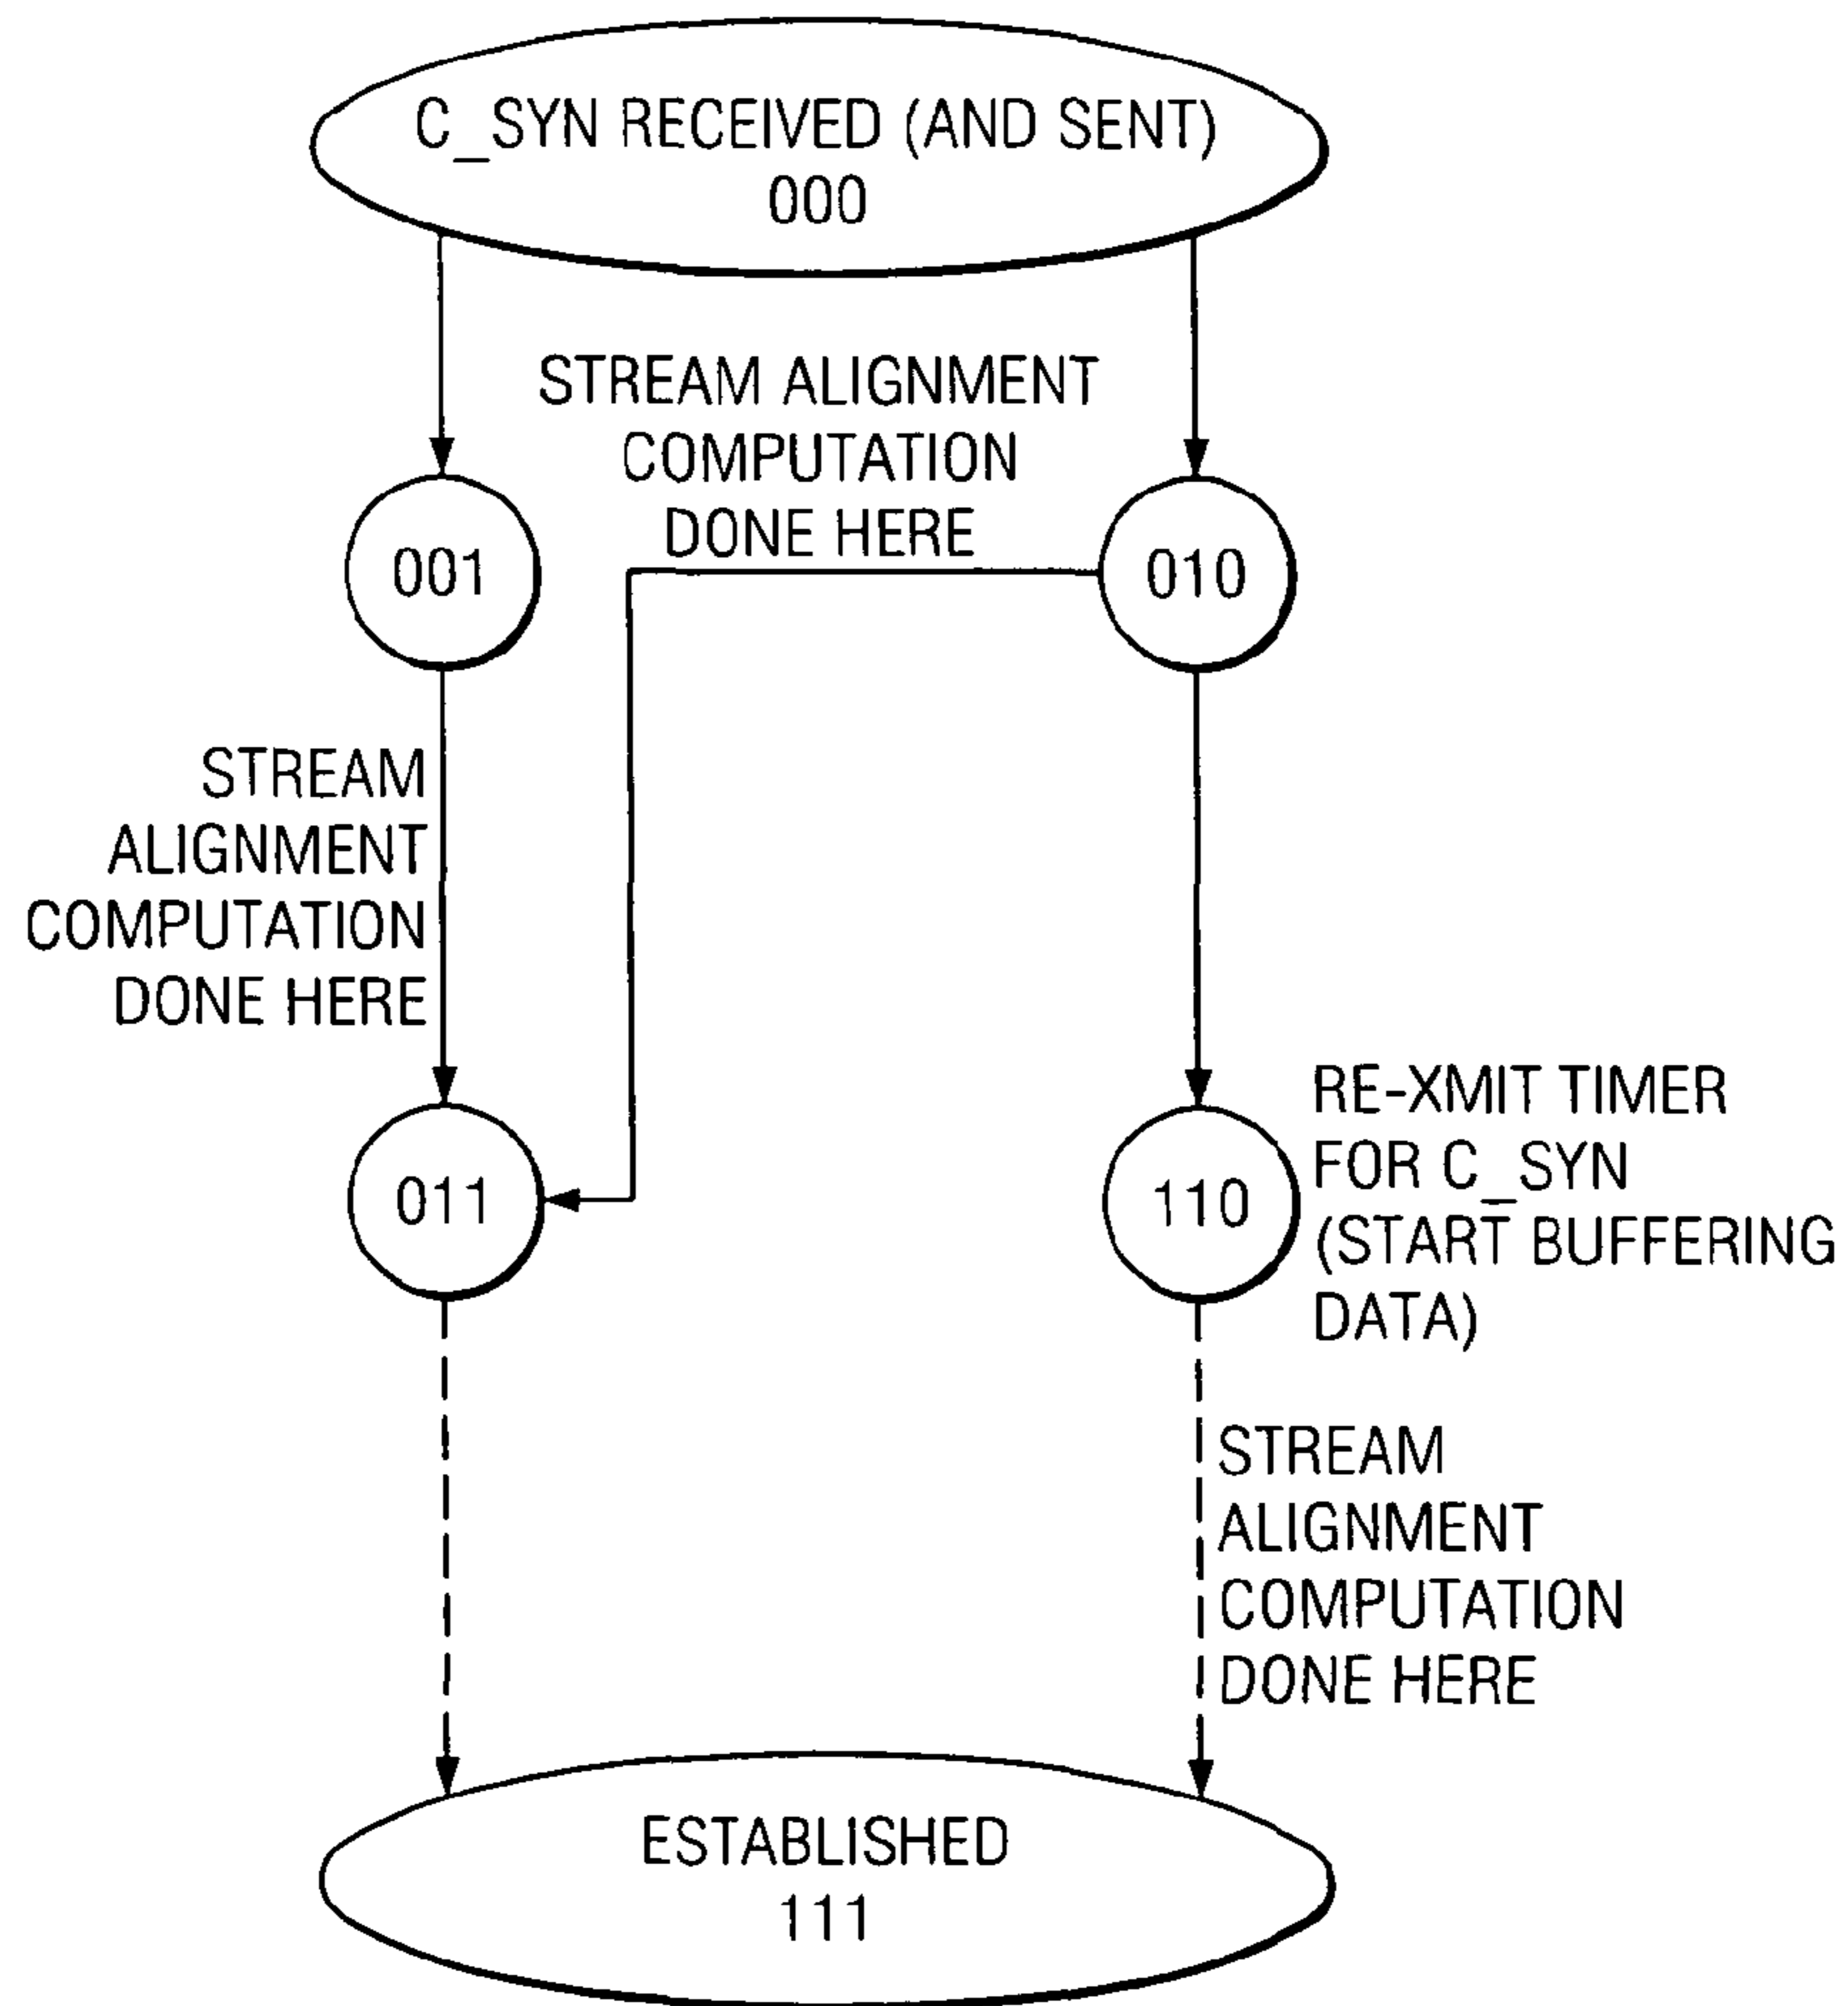 C_SYN RECEIVED (AND SENT)
000
STREAM ALIGNMENT
COMPUTATION
DONE HERE
001
010
STREAM
ALIGNMENT
COMPUTATION
DONE HERE
011
110
RE-XMIT TIMER
FOR C_SYN
(START BUFFERING
DATA)
STREAM
ALIGNMENT
COMPUTATION
DONE HERE
ESTABLISHED
111